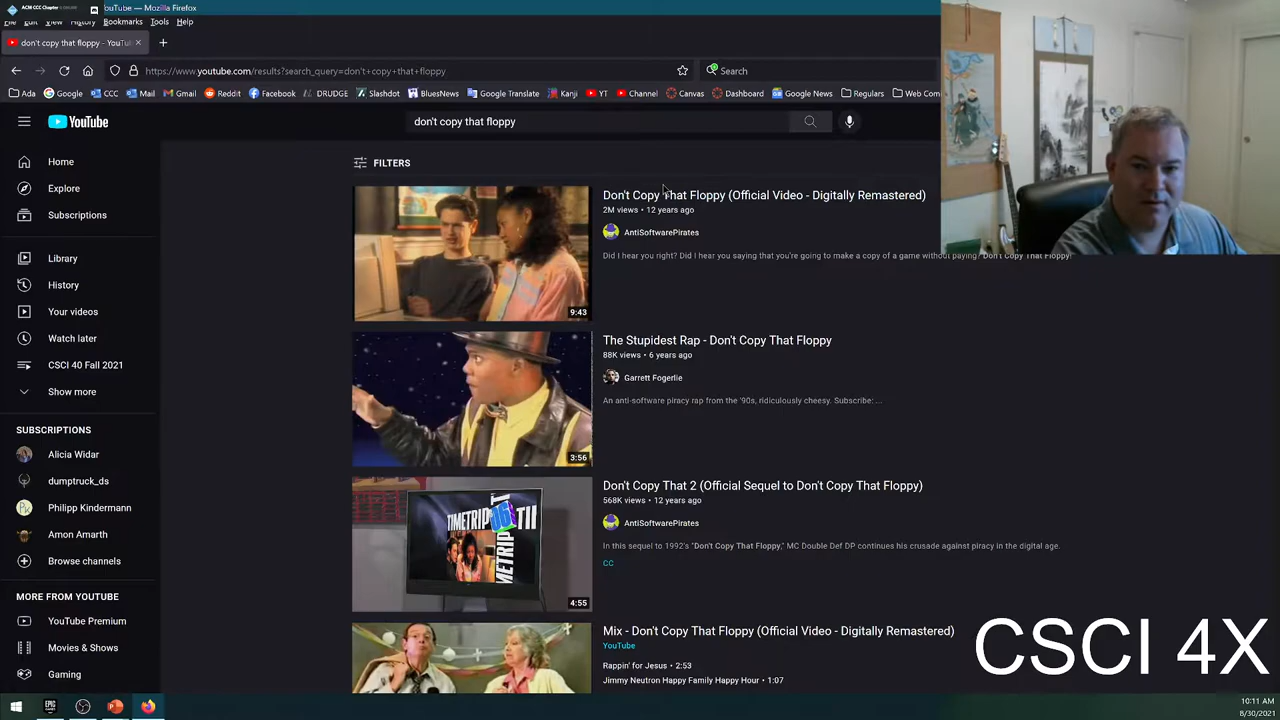 ACM CCC Chapter
ouTube — Mozilla Firefox
File Edit View History Bookmarks Tools Help
don't copy that floppy - YouTu
https://www.youtube.com/results?search_query=don't+copy+that+floppy
Search
Ada Google CCC Mail Gmail Reddit Facebook DRUDGE Slashdot BluesNews Google Translate Kanji YT Channel Canvas Dashboard Google News Regulars Web Com
YouTube
don't copy that floppy
Home
Explore
Subscriptions
Library
History
Your videos
Watch later
CSCI 40 Fall 2021
Show more
SUBSCRIPTIONS
Alicia Widar
dumptruck_ds
Philipp Kindermann
Amon Amarth
Browse channels
MORE FROM YOUTUBE
YouTube Premium
Movies & Shows
Gaming
FILTERS
9:43
Don't Copy That Floppy (Official Video - Digitally Remastered)
2M views • 12 years ago
AntiSoftwarePirates
Did I hear you right? Did I hear you saying that you're going to make a copy of a game without paying? Don't Copy That Floppy!
3:56
The Stupidest Rap - Don't Copy That Floppy
88K views • 6 years ago
Garrett Fogerlie
An anti-software piracy rap from the '90s, ridiculously cheesy. Subscribe: ...
TIMETRIP
4:55
Don't Copy That 2 (Official Sequel to Don't Copy That Floppy)
568K views • 12 years ago
AntiSoftwarePirates
In this sequel to 1992's "Don't Copy That Floppy," MC Double Def DP continues his crusade against piracy in the digital age.
CC
Mix - Don't Copy That Floppy (Official Video - Digitally Remastered)
YouTube
Rappin' for Jesus • 2:53
Jimmy Neutron Happy Family Happy Hour • 1:07
CSCI 4X
EPIC GAMES
10:11 AM
8/30/2021